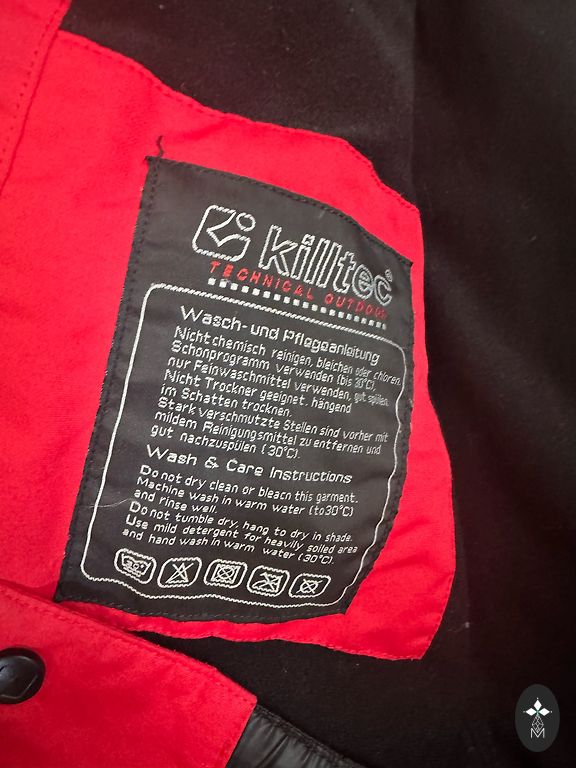 killtec®
TECHNICAL OUTDOOR
Wasch-und Pflegeanleitung
Nicht chemisch reinigen, bleichen oder chloren.
Schonprogramm verwenden (bis 30°C),
nur Feinwaschmittel verwenden, gut spülen.
Nicht Trockner geeignet. hängend
im Schatten trocknen.
Stark verschmutzte Stellen sind vorher mit
mildem Reinigungsmittel zu entfernen und
gut nachzuspülen (30°C).
Wash & Care Instructions
Do not dry clean or bleach this garment.
Machine wash in warm water (to30°C)
and rinse well.
Do not tumble dry, hang to dry in shade.
Use mild detergent for heavily soiled area
and hand wash in warm water (30°C).
30°
M